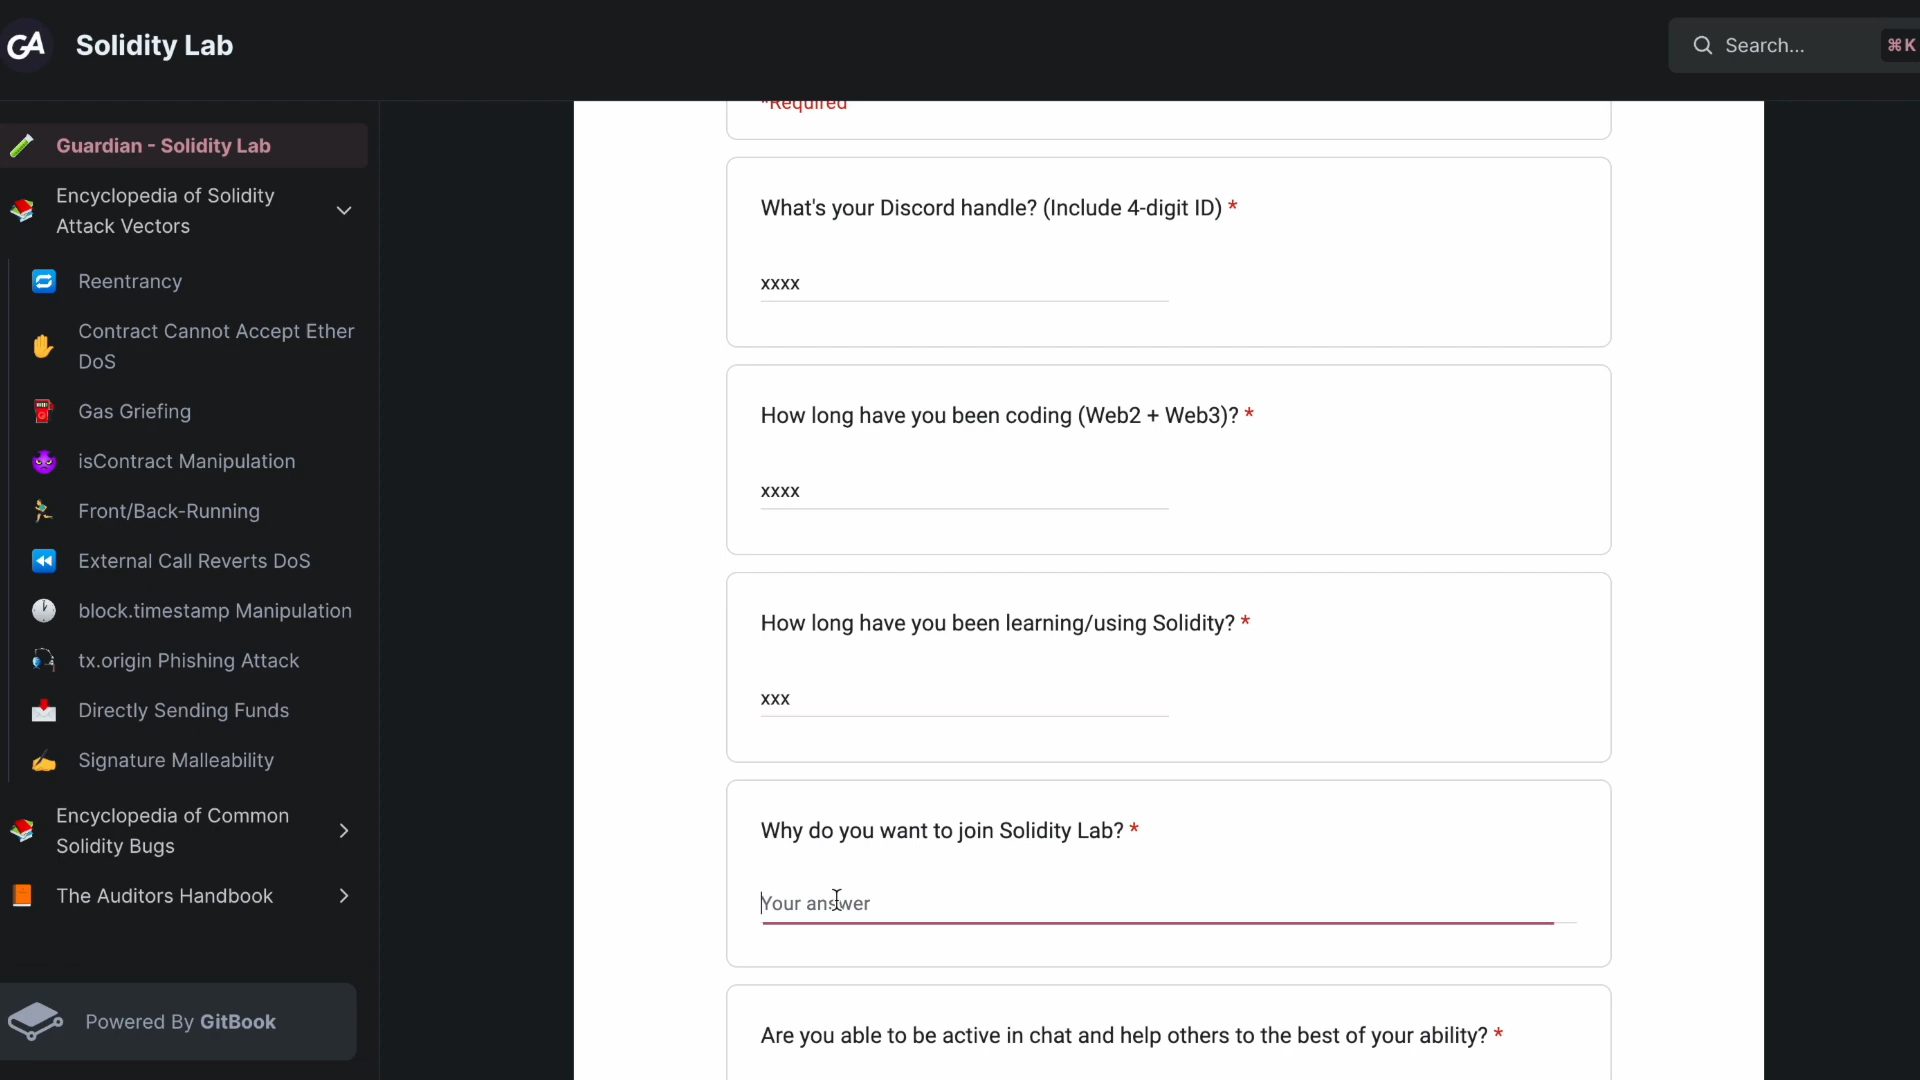 GA Solidity Lab
Search...
⌘K
Guardian - Solidity Lab
Encyclopedia of Solidity
Attack Vectors
Reentrancy
Contract Cannot Accept Ether
DoS
Gas Griefing
isContract Manipulation
Front/Back-Running
External Call Reverts DoS
block.timestamp Manipulation
tx.origin Phishing Attack
Directly Sending Funds
Signature Malleability
Encyclopedia of Common
Solidity Bugs
The Auditors Handbook
Powered By GitBook
*Required
What's your Discord handle? (Include 4-digit ID) *
xxxx
How long have you been coding (Web2 + Web3)? *
xxxx
How long have you been learning/using Solidity? *
xxx
Why do you want to join Solidity Lab? *
Your answer
Are you able to be active in chat and help others to the best of your ability? *